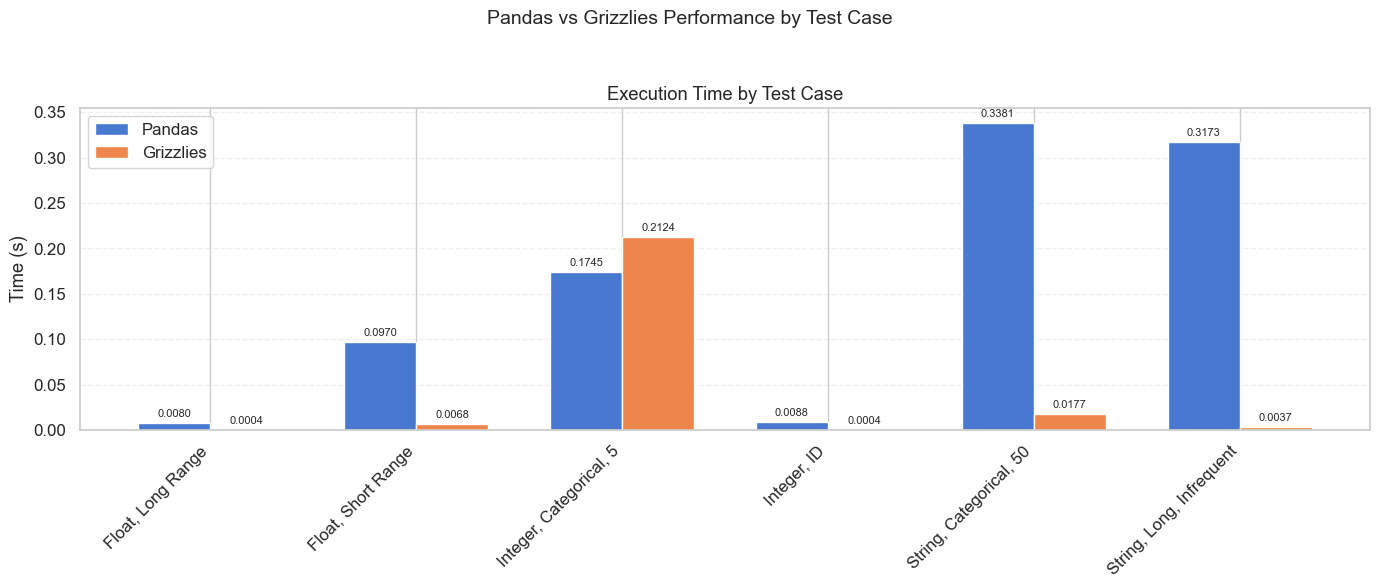 Pandas vs Grizzlies Performance by Test Case
Execution Time by Test Case
Time (s)
0.35
0.30
0.25
0.20
0.15
0.10
0.05
0.00
Pandas
Grizzlies
0.0080
0.0004
0.0970
0.0068
0.1745
0.2124
0.0088
0.0004
0.3381
0.0177
0.3173
0.0037
Float, Long Range
Float, Short Range
Integer, Categorical, 5
Integer, ID
String, Categorical, 50
String, Long, Infrequent